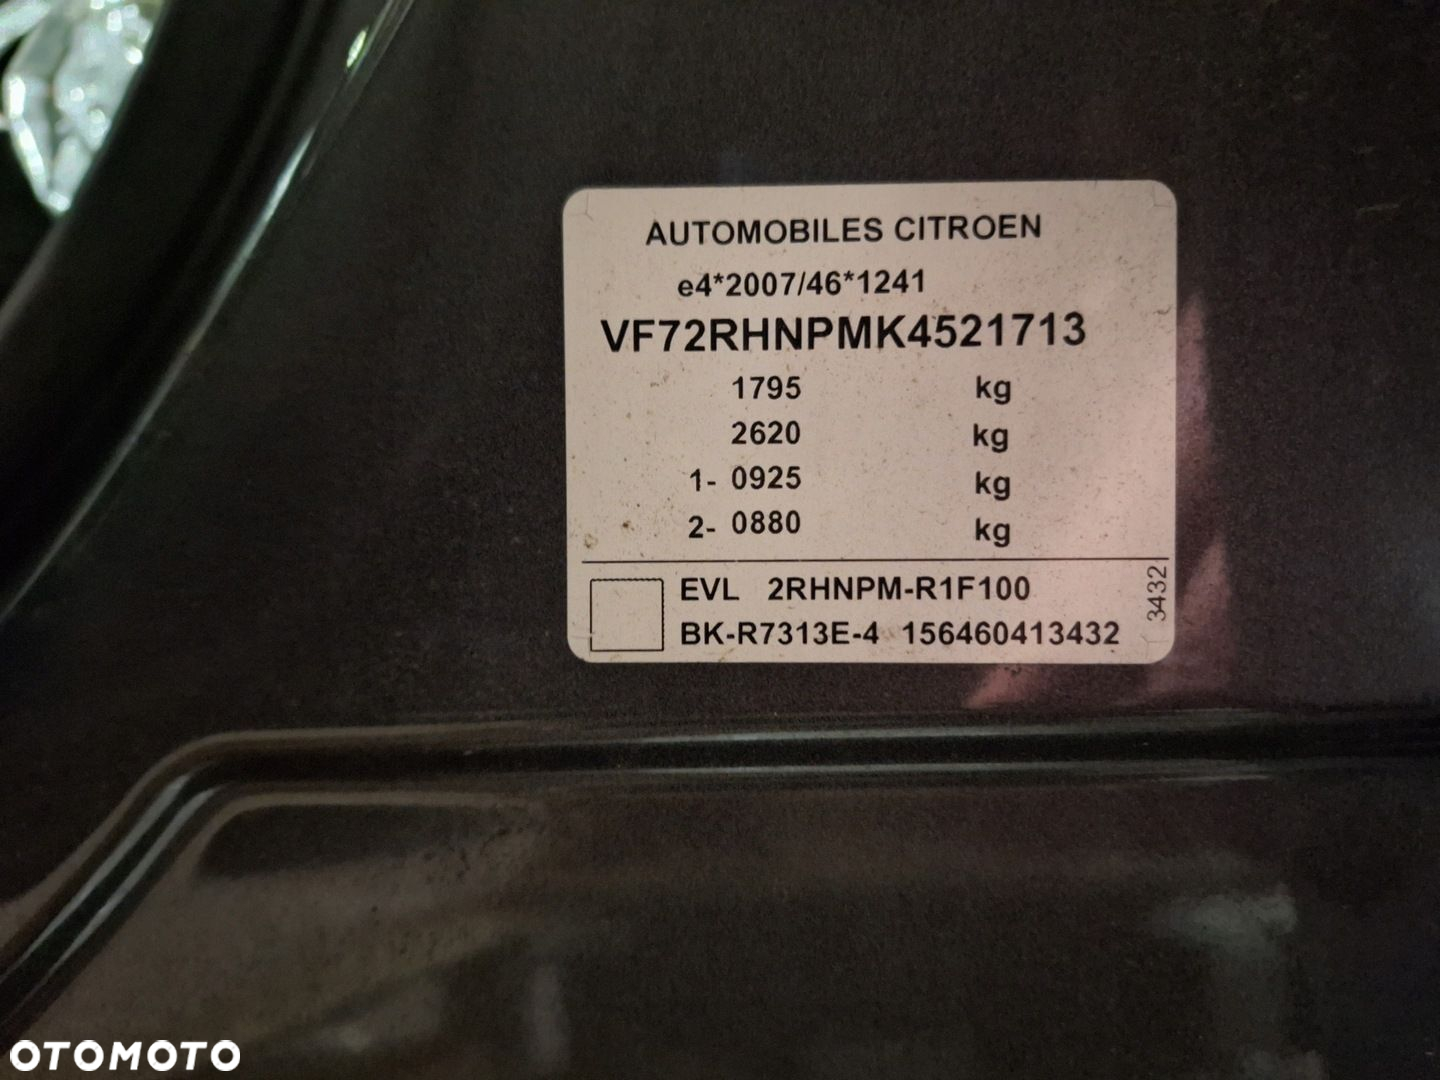 AUTOMOBILES CITROEN
e4*2007/46*1241
VF72RHNPMK4521713
1795 kg
2620 kg
1- 0925 kg
2- 0880 kg
EVL 2RHNPM-R1F100
BK-R7313E-4 156460413432
3432
OTOMOTO